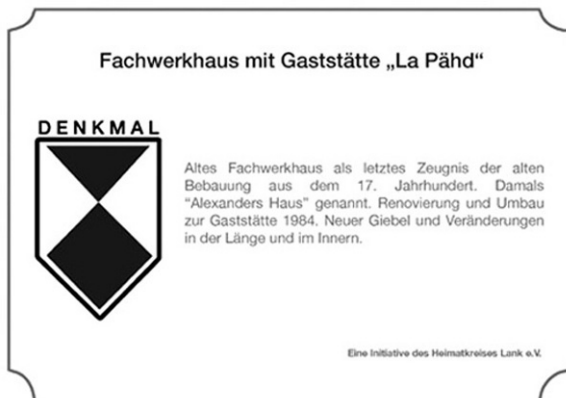 Fachwerkhaus mit Gaststätte „La Pähd“
DENKMAL
Altes Fachwerkhaus als letztes Zeugnis der alten
Bebauung aus dem 17. Jahrhundert. Damals
“Alexanders Haus” genannt. Renovierung und Umbau
zur Gaststätte 1984. Neuer Giebel und Veränderungen
in der Länge und im Innern.
Eine Initiative des Heimatkreises Lank e.V.